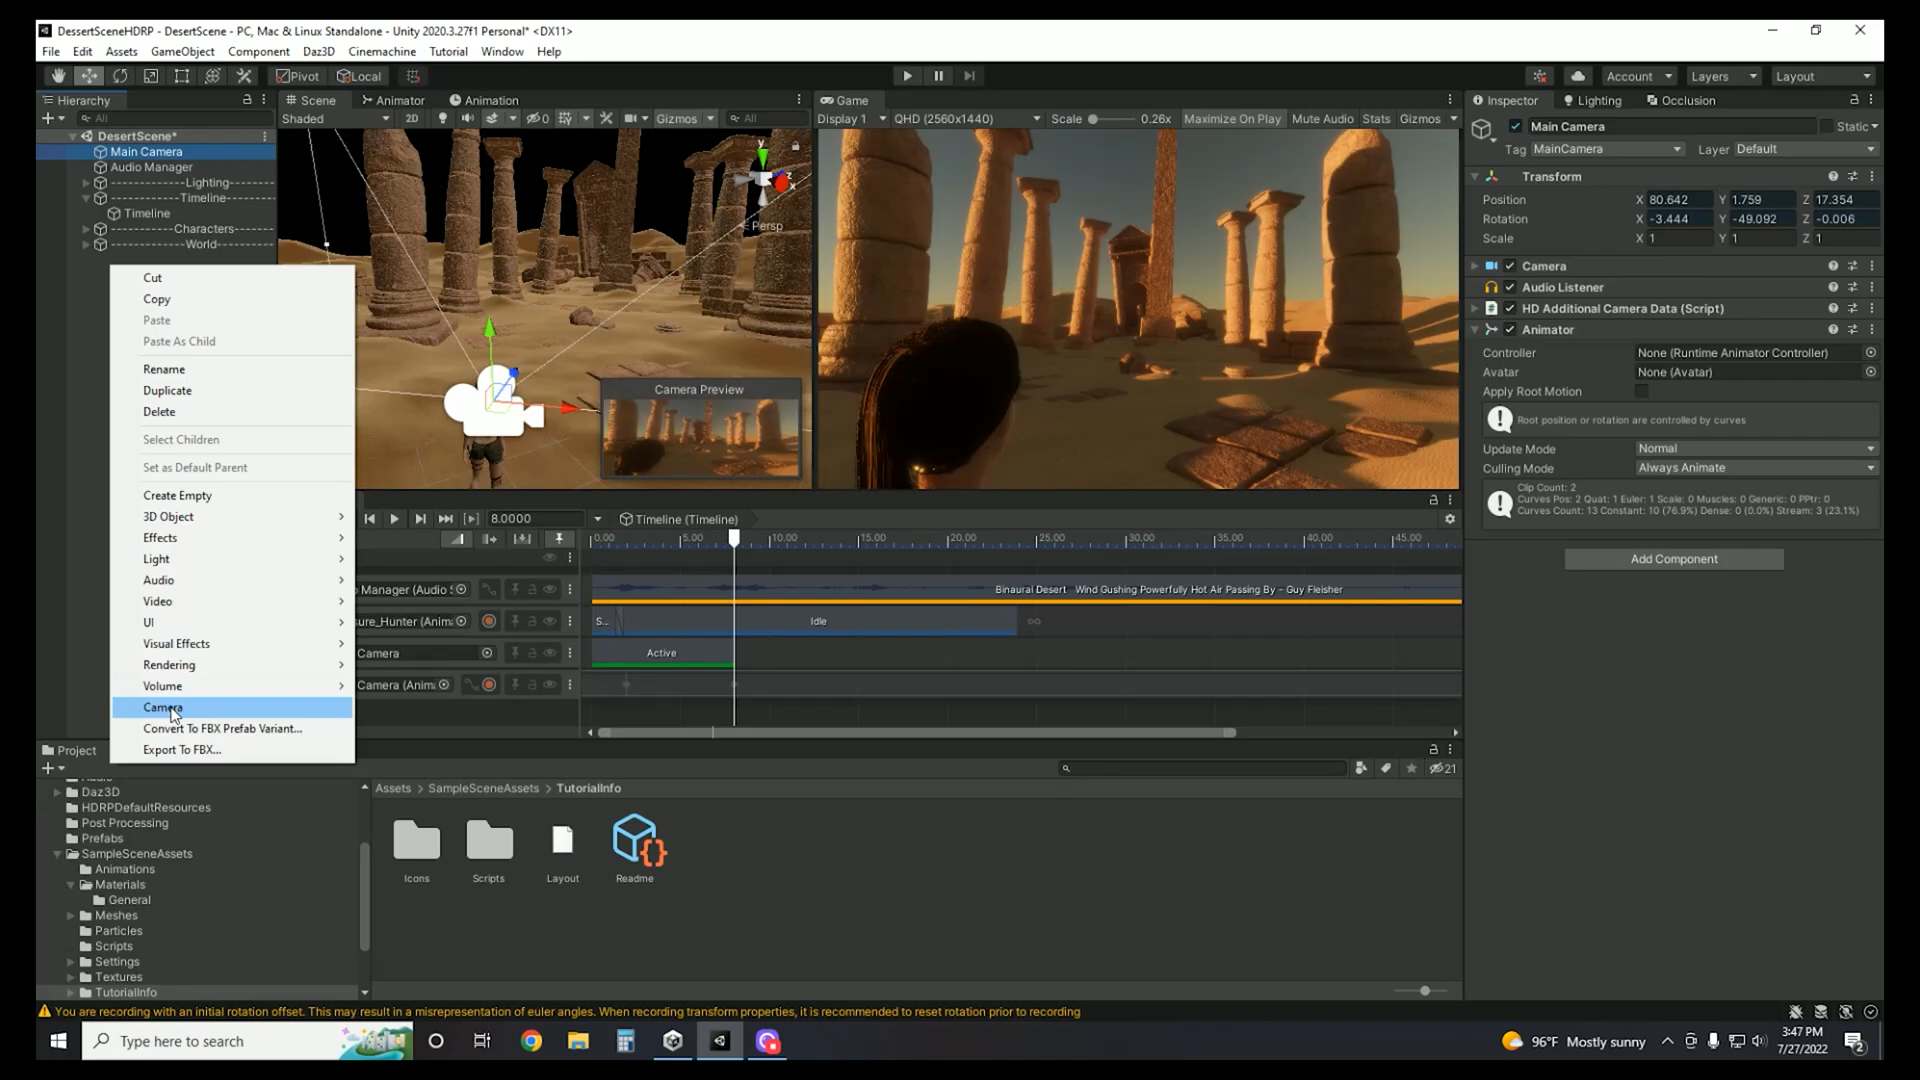 DessertSceneHDRP - DesertScene - PC, Mac & Linux Standalone - Unity 2020.3.27f1 Personal* <DX11>
File Edit Assets GameObject Component Daz3D Cinemachine Tutorial Window Help
Pivot Local Account Layers Layout
Hierarchy Scene Animator Animation Game Inspector Lighting Occlusion
All Shaded 2D 0 Gizmos All Display 1 QHD (2560x1440) Scale 0.26x Maximize On Play Mute Audio Stats Gizmos
DesertScene*
Main Camera
Audio Manager
--------------Lighting--------
--------------Timeline--------
Timeline
-------------Characters------
---------------World----------
y
x
z
Persp
Camera Preview
Main Camera Static
Tag MainCamera Layer Default
Transform
Position X 80.642 Y 1.759 Z 17.354
Rotation X -3.444 Y -49.092 Z -0.006
Scale X 1 Y 1 Z 1
Camera
Audio Listener
HD Additional Camera Data (Script)
Animator
Controller None (Runtime Animator Controller)
Avatar None (Avatar)
Apply Root Motion
Root position or rotation are controlled by curves
Update Mode Normal
Culling Mode Always Animate
Clip Count: 2
Curves Pos: 2 Quat: 1 Euler: 1 Scale: 0 Muscles: 0 Generic: 0 PPtr: 0
Curves Count: 13 Constant: 10 (76.9%) Dense: 0 (0.0%) Stream: 3 (23.1%)
Add Component
Cut
Copy
Paste
Paste As Child
Rename
Duplicate
Delete
Select Children
Set as Default Parent
Create Empty
3D Object
Effects
Light
Audio
Video
UI
Visual Effects
Rendering
Volume
Camera
Convert To FBX Prefab Variant...
Export To FBX...
8.0000 Timeline (Timeline)
0.00 5.00 10.00 15.00 20.00 25.00 30.00 35.00 40.00 45.00
Manager (Audio S Binaural Desert Wind Gushing Powerfully Hot Air Passing By - Guy Fleisher
sure_Hunter (Anim S... Idle
Camera Active
Camera (Anim
Project
21
Daz3D
HDRPDefaultResources
Post Processing
Prefabs
SampleSceneAssets
Animations
Materials
General
Meshes
Particles
Scripts
Settings
Textures
TutorialInfo
Assets > SampleSceneAssets > TutorialInfo
Icons Scripts Layout Readme
You are recording with an initial rotation offset. This may result in a misrepresentation of euler angles. When recording transform properties, it is recommended to reset rotation prior to recording
Type here to search
96°F Mostly sunny
3:47 PM
7/27/2022
2